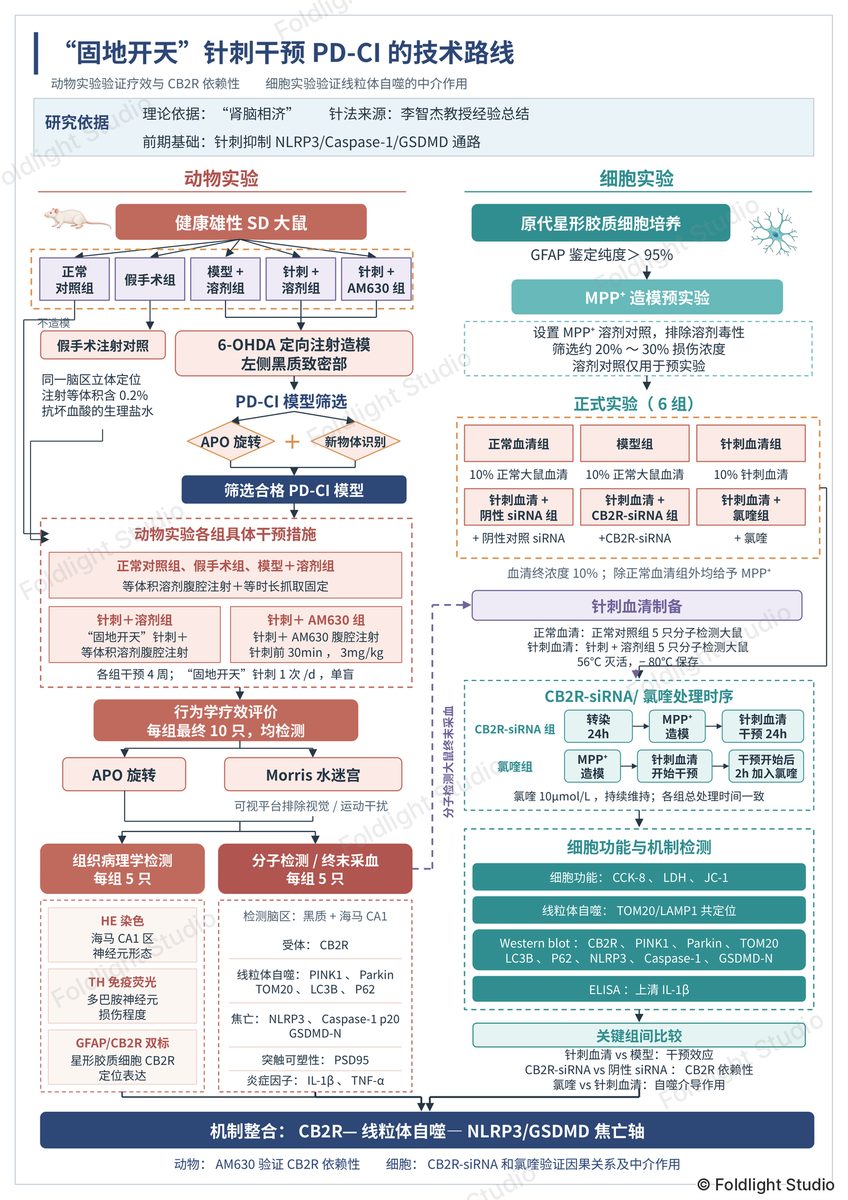 “固地开天”针刺干预 PD-CI 的技术路线
动物实验验证疗效与 CB2R 依赖性 细胞实验验证线粒体自噬的中介作用
研究依据
理论依据：“肾脑相济” 针法来源：李智杰教授经验总结
前期基础：针刺抑制 NLRP3/Caspase-1/GSDMD 通路
动物实验
健康雄性 SD 大鼠
正常
对照组
假手术组
模型＋
溶剂组
针刺＋
溶剂组
针刺＋
AM630 组
不造模
假手术注射对照
同一脑区立体定位
注射等体积含 0.2%
抗坏血酸的生理盐水
6-OHDA 定向注射造模
左侧黑质致密部
PD-CI 模型筛选
APO 旋转
+
新物体识别
筛选合格 PD-CI 模型
动物实验各组具体干预措施
正常对照组、假手术组、模型＋溶剂组
等体积溶剂腹腔注射＋等时长抓取固定
针刺＋溶剂组
“固地开天”针刺＋
等体积溶剂腹腔注射
针刺＋ AM630 组
针刺＋ AM630 腹腔注射
针刺前 30min ，3mg/kg
各组干预 4 周；“固地开天”针刺 1 次 /d ，单盲
行为学疗效评价
每组最终 10 只，均检测
APO 旋转
Morris 水迷宫
可视平台排除视觉 / 运动干扰
组织病理学检测
每组 5 只
分子检测 / 终末采血
每组 5 只
HE 染色
海马 CA1 区
神经元形态
TH 免疫荧光
多巴胺神经元
损伤程度
GFAP/CB2R 双标
星形胶质细胞 CB2R
定位表达
检测脑区：黑质 + 海马 CA1
受体：CB2R
线粒体自噬：PINK1 、Parkin
TOM20 、LC3B 、P62
焦亡：NLRP3 、Caspase-1 p20
GSDMD-N
突触可塑性：PSD95
炎症因子：IL-1β 、TNF-α
分子检测大鼠终末采血
细胞实验
原代星形胶质细胞培养
GFAP 鉴定纯度＞ 95%
MPP⁺ 造模预实验
设置 MPP⁺ 溶剂对照，排除溶剂毒性
筛选约 20% ～ 30% 损伤浓度
溶剂对照仅用于预实验
正式实验（ 6 组）
正常血清组
10% 正常大鼠血清
模型组
10% 正常大鼠血清
针刺血清组
10% 针刺血清
针刺血清＋
阴性 siRNA 组
+ 阴性对照 siRNA
针刺血清＋
CB2R-siRNA 组
+CB2R-siRNA
针刺血清＋
氯喹组
+ 氯喹
血清终浓度 10% ；除正常血清组外均给予 MPP⁺
针刺血清制备
正常血清：正常对照组 5 只分子检测大鼠
针刺血清：针刺 + 溶剂组 5 只分子检测大鼠
56℃ 灭活，− 80℃ 保存
CB2R-siRNA/ 氯喹处理时序
CB2R-siRNA 组
转染
24h
MPP⁺
造模
针刺血清
干预 24h
氯喹组
MPP⁺
造模
针刺血清
开始干预
干预开始后
2h 加入氯喹
氯喹 10μmol/L ，持续维持；各组总处理时间一致
细胞功能与机制检测
细胞功能：CCK-8 、LDH 、JC-1
线粒体自噬：TOM20/LAMP1 共定位
Western blot ：CB2R 、PINK1 、Parkin 、TOM20
LC3B 、P62 、NLRP3 、Caspase-1 、GSDMD-N
ELISA ：上清 IL-1β
关键组间比较
针刺血清 vs 模型：干预效应
CB2R-siRNA vs 阴性 siRNA ：CB2R 依赖性
氯喹 vs 针刺血清：自噬介导作用
机制整合：CB2R— 线粒体自噬— NLRP3/GSDMD 焦亡轴
动物：AM630 验证 CB2R 依赖性 细胞：CB2R-siRNA 和氯喹验证因果关系及中介作用
© Foldlight Studio